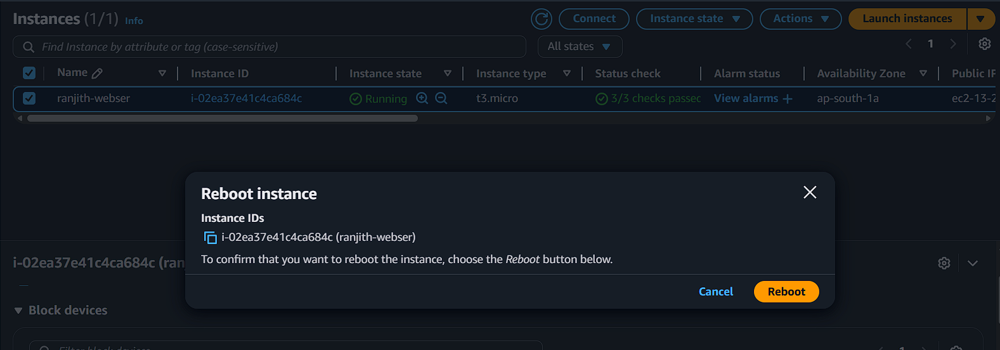 Instances (1/1) Info
Connect
Instance state
Actions
Launch instances
Find Instance by attribute or tag (case-sensitive)
All states
1
Name
Instance ID
Instance state
Instance type
Status check
Alarm status
Availability Zone
Public IP
ranjith-webser
i-02ea37e41c4ca684c
Running
t3.micro
3/3 checks passec
View alarms +
ap-south-1a
ec2-13-2
Reboot instance
Instance IDs
i-02ea37e41c4ca684c (ranjith-webser)
To confirm that you want to reboot the instance, choose the Reboot button below.
Cancel
Reboot
i-02ea37e41c4ca684c (ran
Block devices
Filter block devices
1